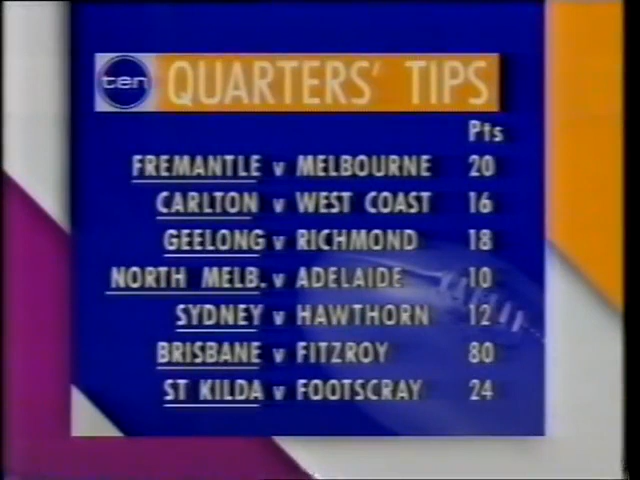 ten QUARTERS' TIPS
Pts
FREMANTLE v MELBOURNE 20
CARLTON v WEST COAST 16
GEELONG v RICHMOND 18
NORTH MELB. v ADELAIDE 10
SYDNEY v HAWTHORN 12
BRISBANE v FITZROY 80
ST KILDA v FOOTSCRAY 24